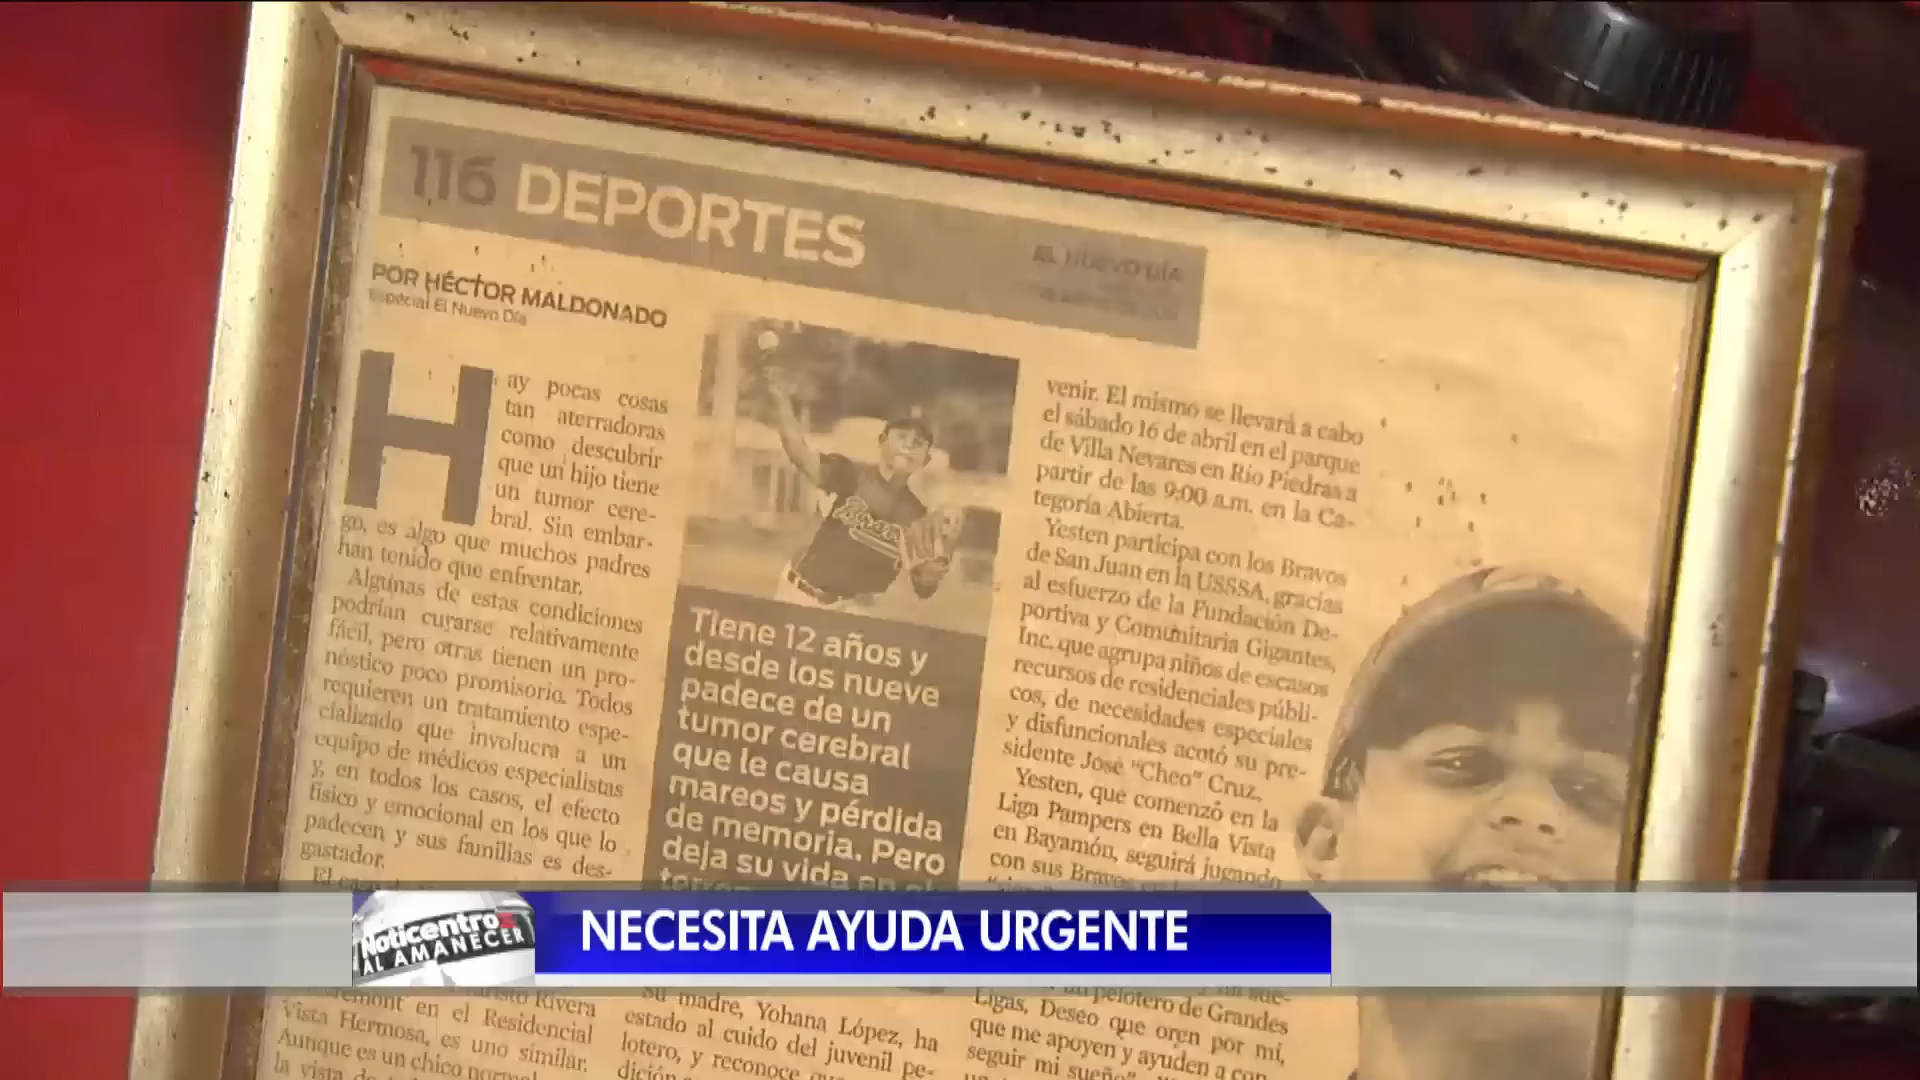 116 DEPORTES
EL NUEVO DÍA
POR HÉCTOR MALDONADO
Especial El Nuevo Día
Hay pocas cosas
tan aterradoras
como descubrir
que un hijo tiene
un tumor cere-
bral. Sin embar-
go, es algo que muchos padres
han tenido que enfrentar.
Algunas de estas condiciones
podrían curarse relativamente
fácil, pero otras tienen un pro-
nóstico poco promisorio. Todos
requieren un tratamiento espe-
cializado que involucra a un
equipo de médicos especialistas
y, en todos los casos, el efecto
físico y emocional en los que lo
padecen y sus familias es des-
gastador.
El
Rivera
en el Residencial
Vista Hermosa, es uno similar.
Aunque es un chico normal
la vista de
Bravos
Tiene 12 años y
desde los nueve
padece de un
tumor cerebral
que le causa
mareos y pérdida
de memoria. Pero
deja su vida en el
Su madre, Yohana López, ha
estado al cuido del juvenil pe-
lotero, y reconoce que
venir. El mismo se llevará a cabo
el sábado 16 de abril en el parque
de Villa Nevares en Río Piedras a
partir de las 9:00 a.m. en la Ca-
tegoría Abierta.
Yesten participa con los Bravos
de San Juan en la USSSA, gracias
al esfuerzo de la Fundación De-
portiva y Comunitaria Gigantes,
Inc. que agrupa niños de escasos
recursos de residenciales públi-
cos, de necesidades especiales
y disfuncionales acotó su pre-
sidente José "Cheo" Cruz.
Yesten, que comenzó en la
Liga Pampers en Bella Vista
en Bayamón, seguirá jugando
con sus Bravos
un pelotero de Grandes
Ligas, Deseo que oren por mí,
que me apoyen y ayuden a con
seguir mi sueño"
Noticentro
AL AMANECER
NECESITA AYUDA URGENTE